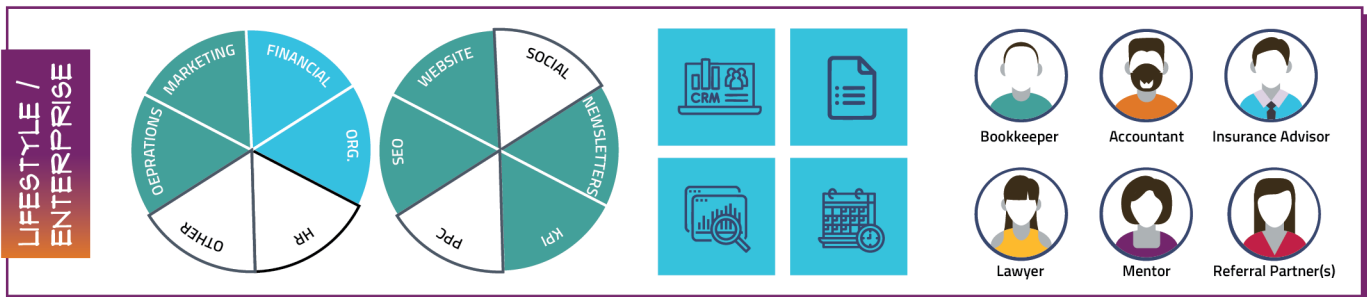 LIFESTYLE /
ENTERPRISE
MARKETING
FINANCIAL
ORG.
HR
OTHER
OEPRATIONS
WEBSITE
SOCIAL
NEWSLETTERS
KPI
PPC
SEO
CRM
Bookkeeper
Accountant
Insurance Advisor
Lawyer
Mentor
Referral Partner(s)